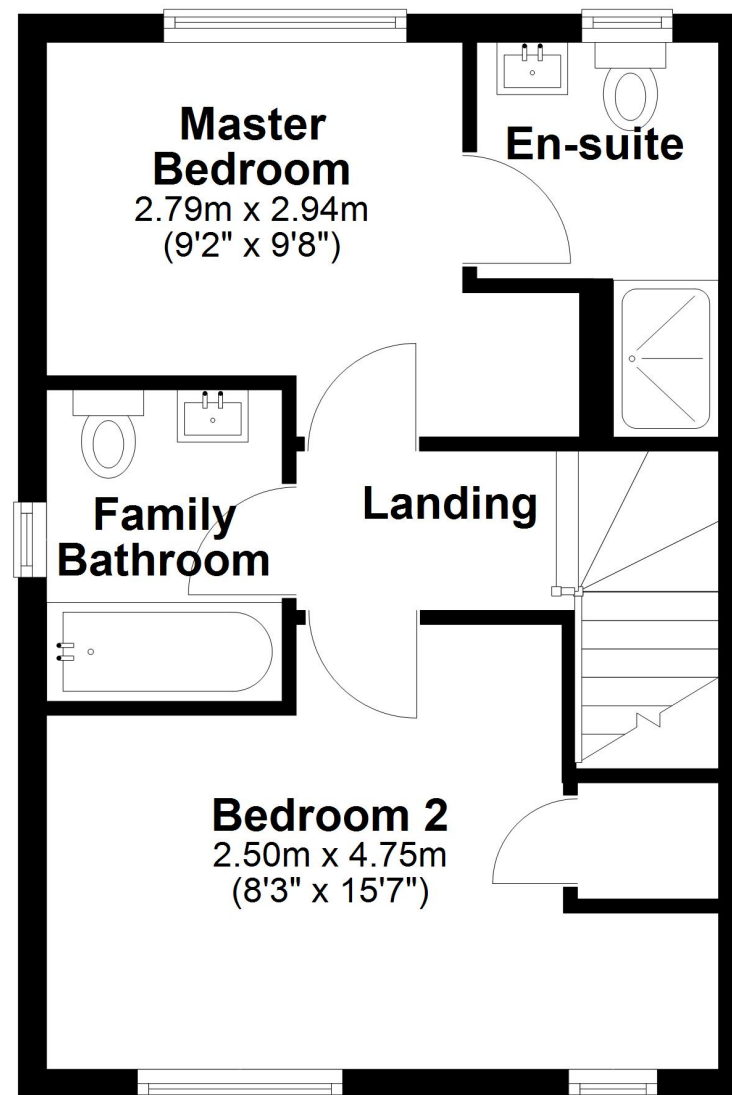 Master
Bedroom
2.79m x 2.94m
(9'2" x 9'8")
En-suite
Family
Bathroom
Landing
Bedroom 2
2.50m x 4.75m
(8'3" x 15'7")